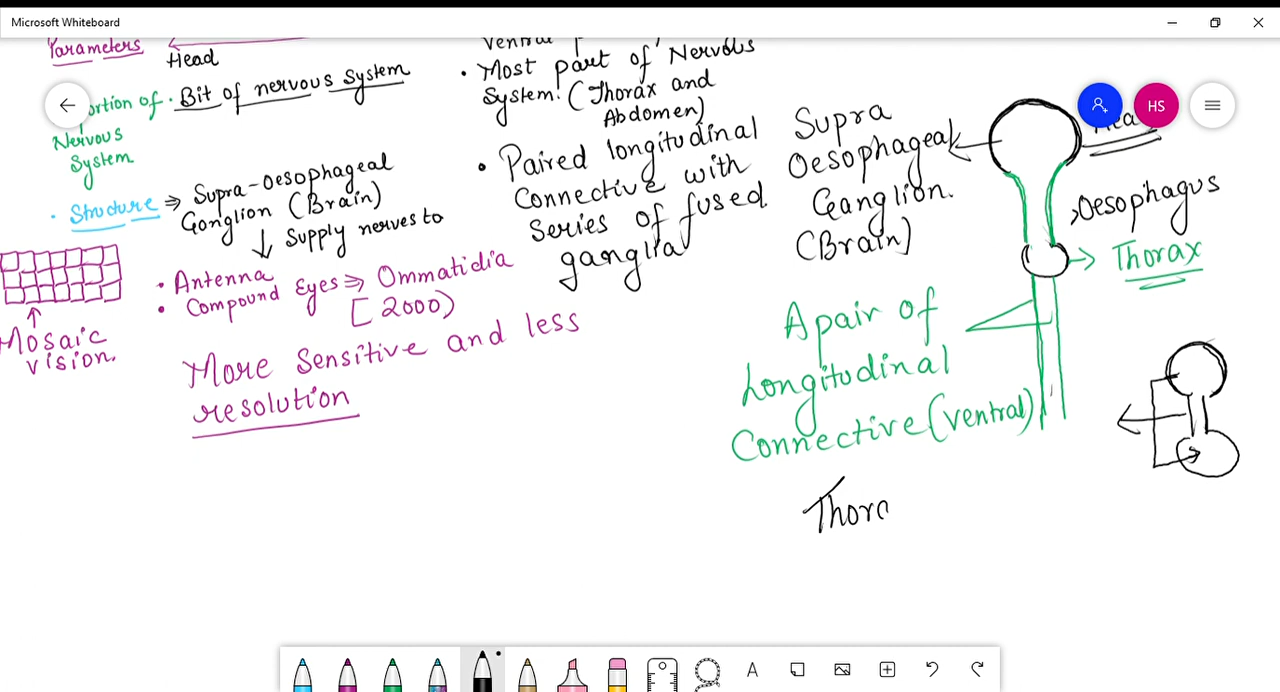 Microsoft Whiteboard
Parameters
Head
ortion of
Nervous
System
· Bit of nervous system
· Structure ⇒ Supra-Oesophageal
Ganglion (Brain)
↓ Supply nerves to
· Antenna
· Compound Eyes ⇒ Ommatidia
[2000)
Mosaic
vision.
More Sensitive and less
resolution
Ventral
· Most part of Nervous
System! (Thorax and
Abdomen)
· Paired longitudinal
Connective with
Series of fused
ganglia
Supra
Oesophageal
Ganglion.
(Brain)
HS
Oesophagus
Thorax
A pair of
Longitudinal
Connective (ventral)
Thora
A